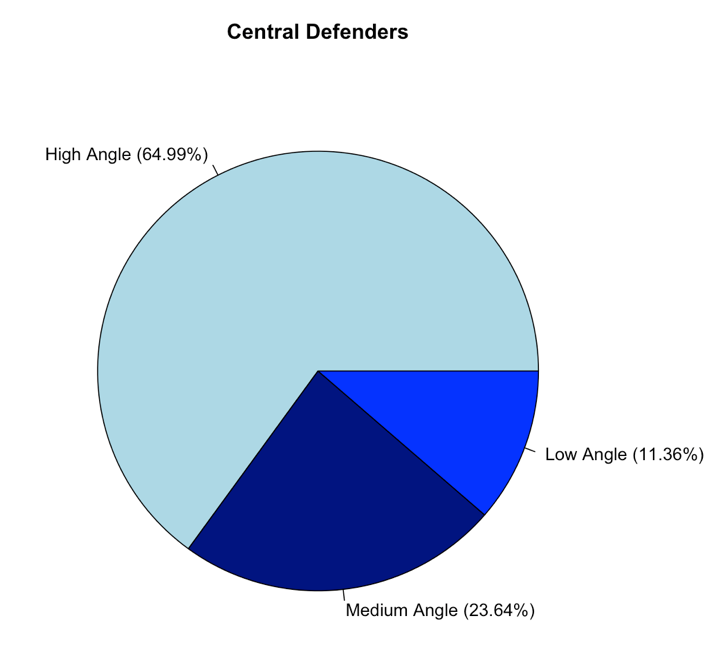 Central Defenders
High Angle (64.99%)
Low Angle (11.36%)
Medium Angle (23.64%)